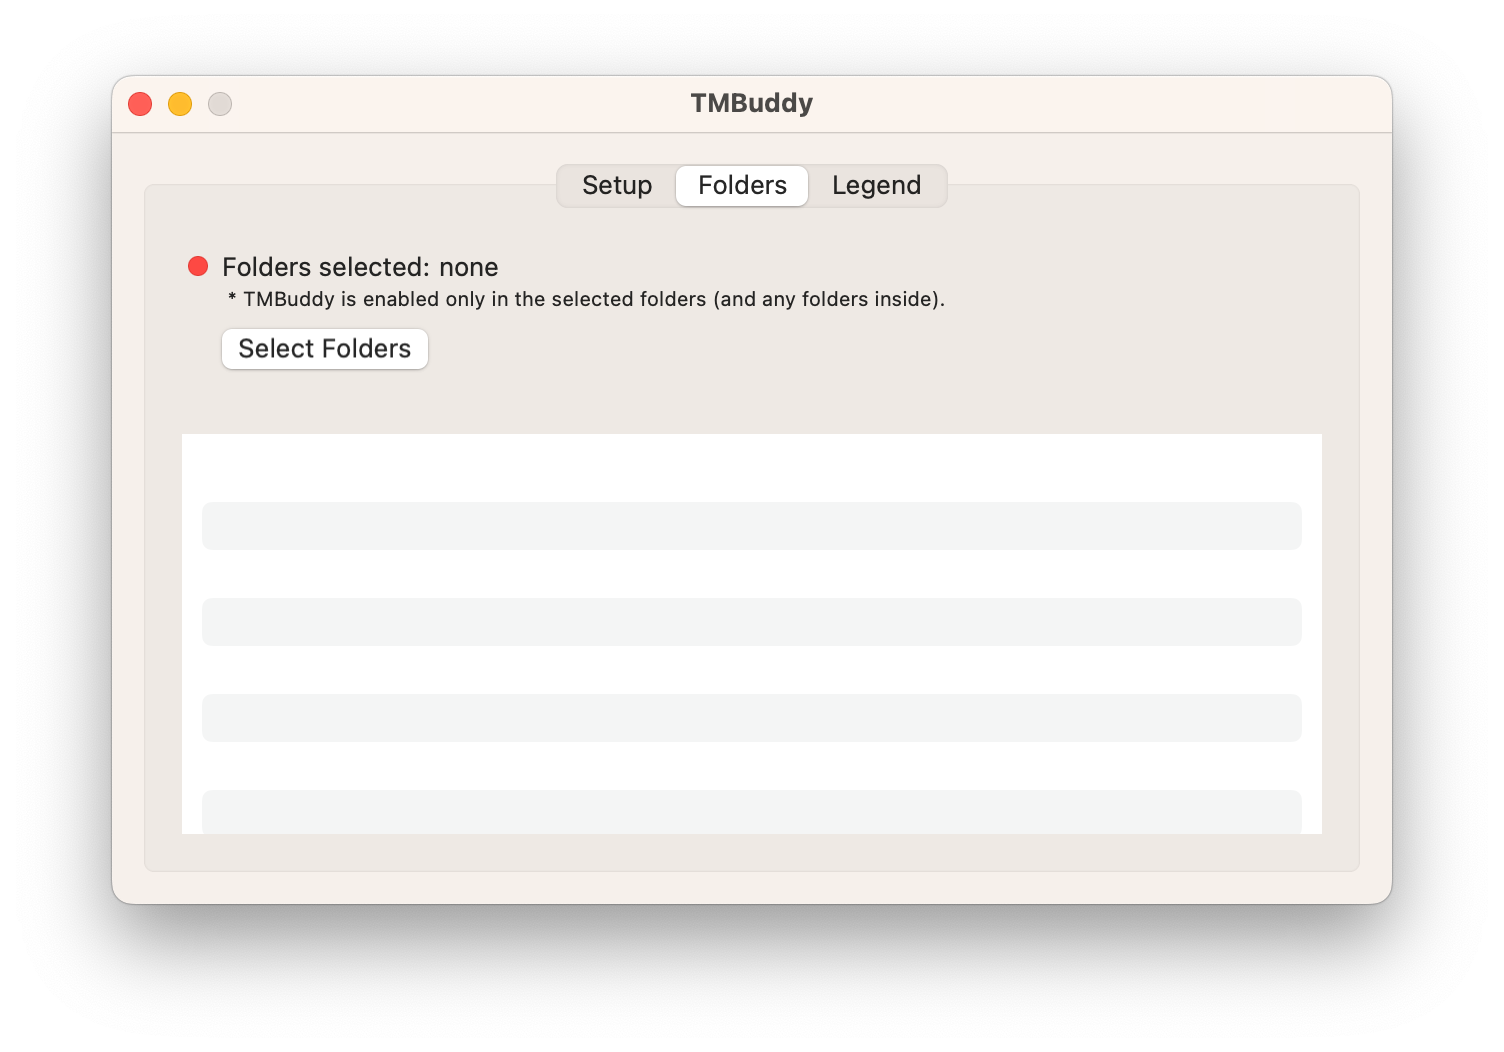 TMBuddy
Setup Folders Legend
Folders selected: none
* TMBuddy is enabled only in the selected folders (and any folders inside).
Select Folders